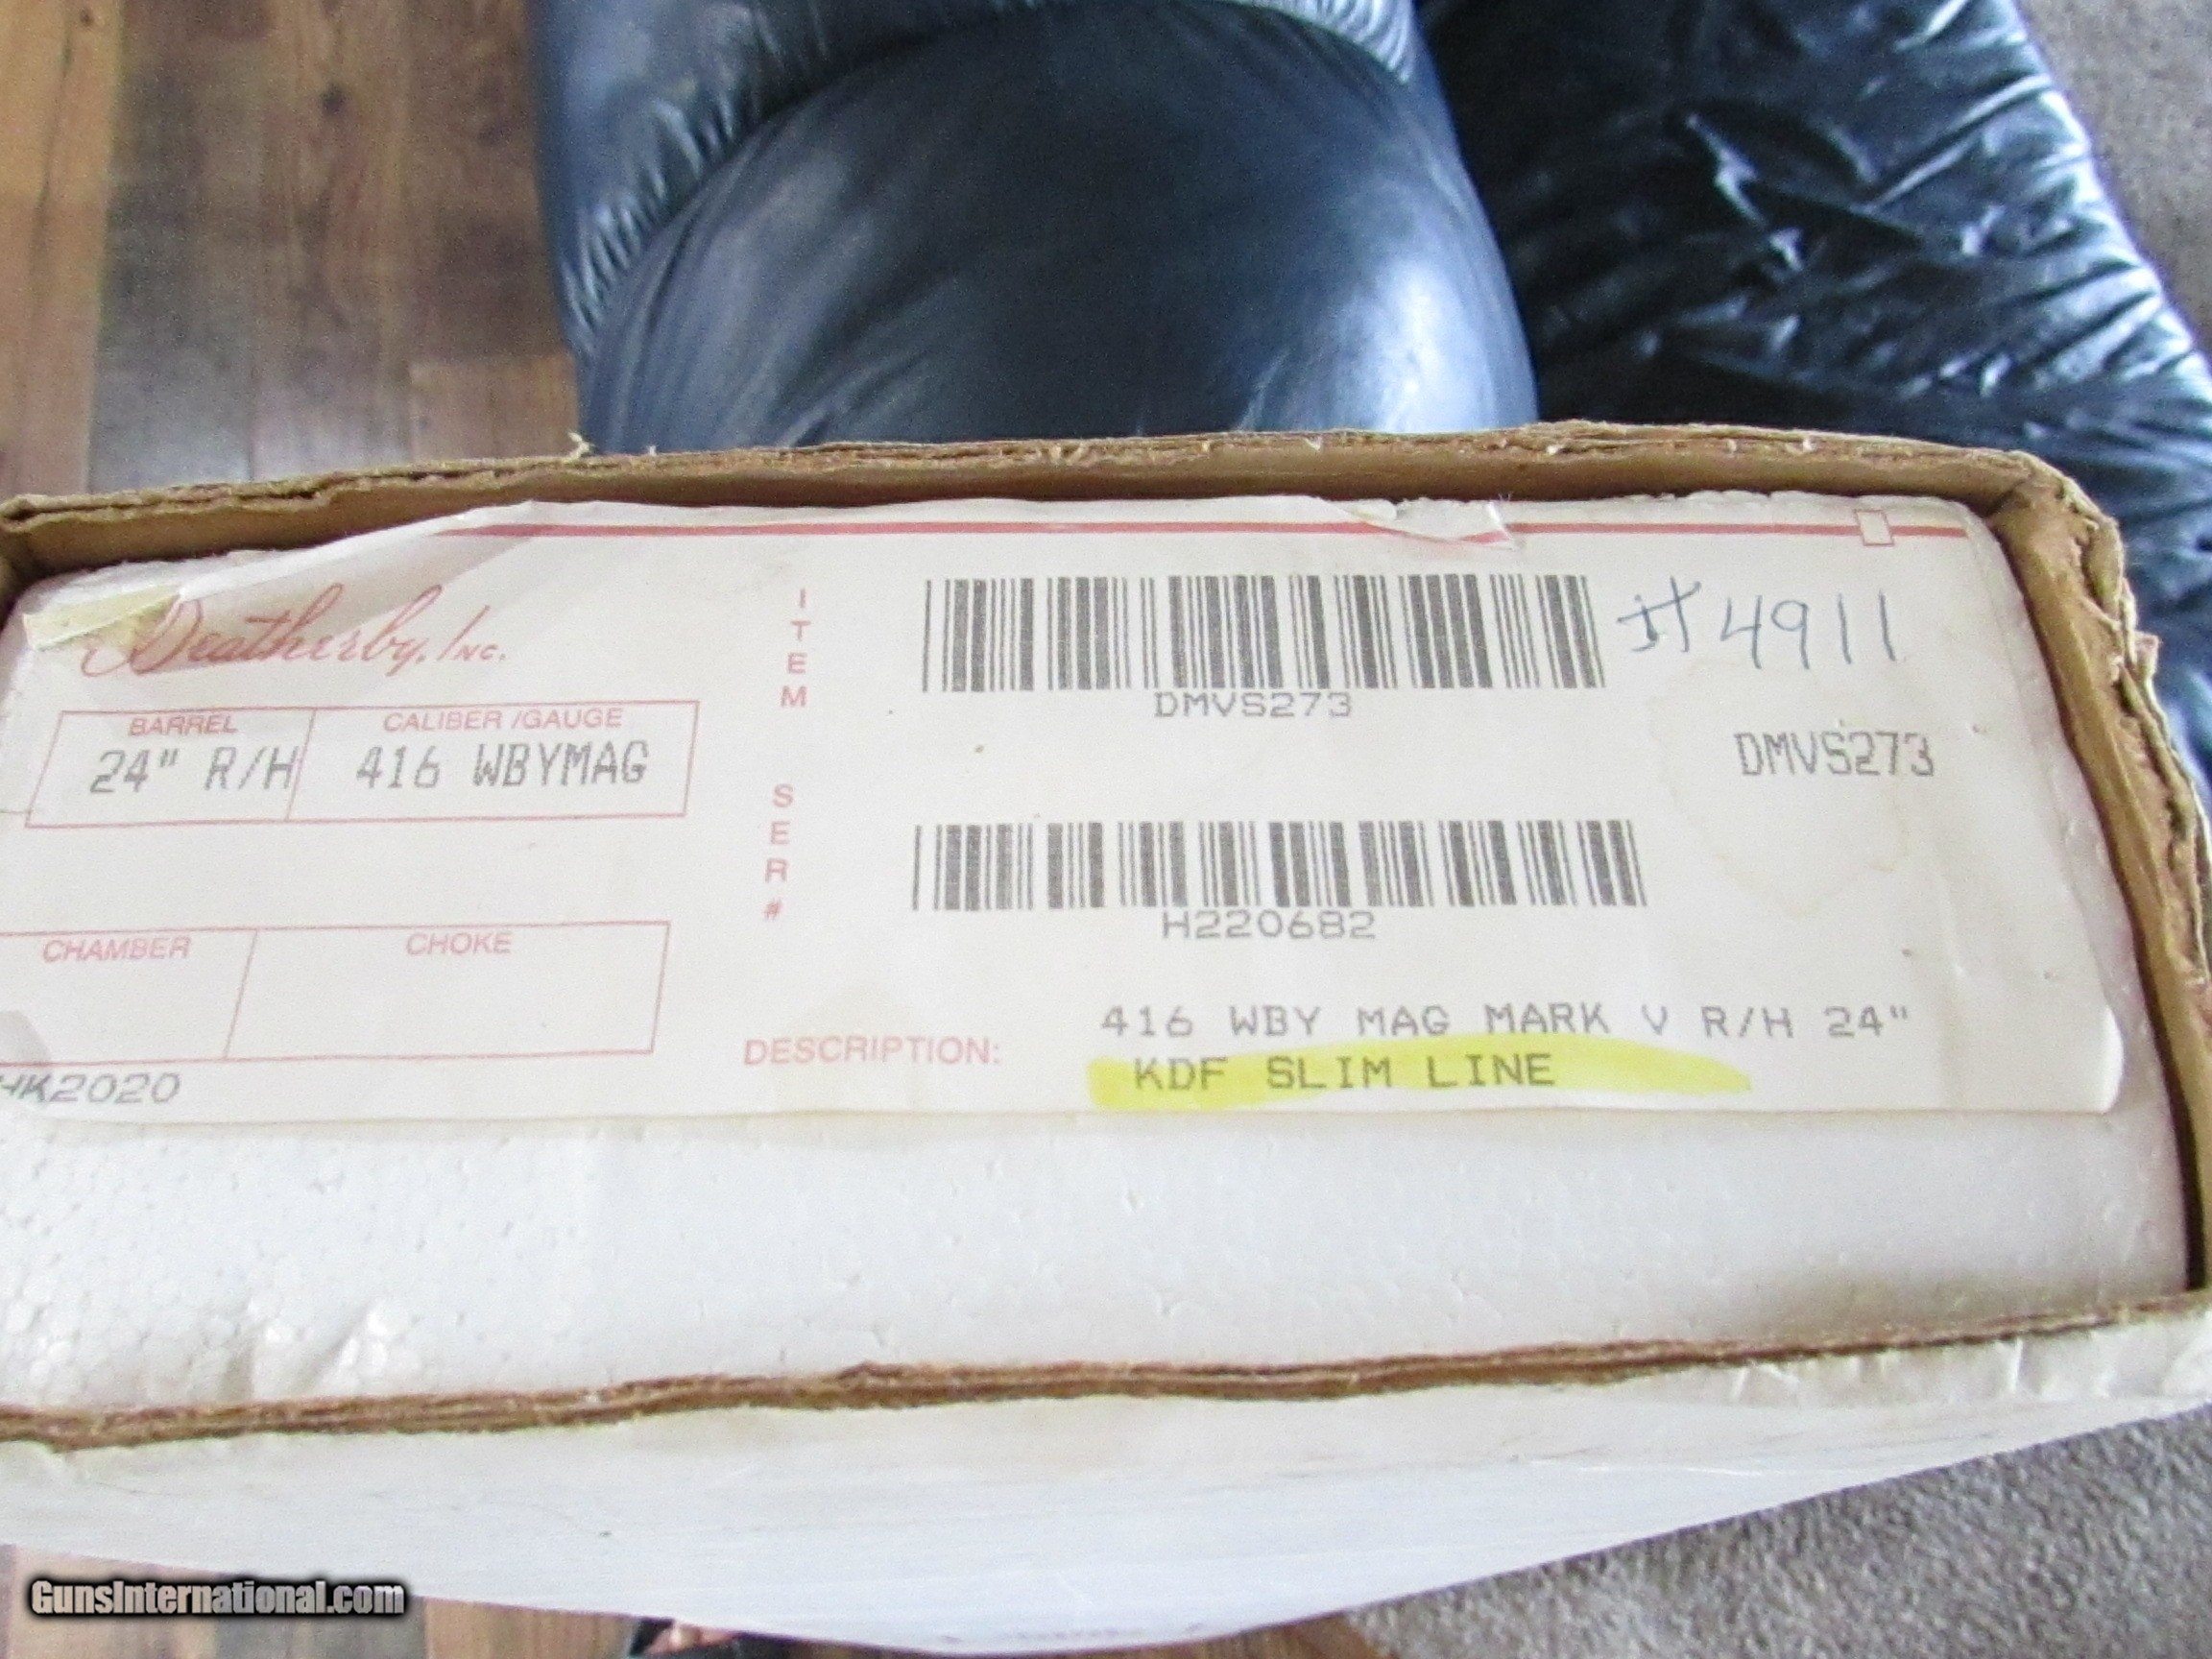 Weatherby, Inc.
BARREL CALIBER /GAUGE
24" R/H 416 WBYMAG
CHAMBER CHOKE
ITEM
DMVS273
#4911
DMVS273
SER#
H220682
DESCRIPTION: 416 WBY MAG MARK V R/H 24"
KDF SLIM LINE
GunsInternational.com